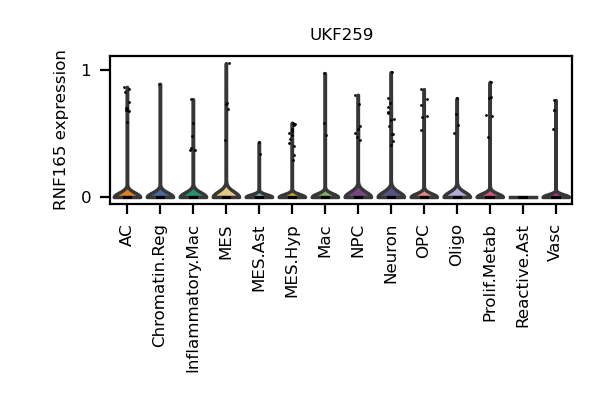 UKF259
RNF165 expression
1
0
AC
Chromatin.Reg
Inflammatory.Mac
MES
MES.Ast
MES.Hyp
Mac
NPC
Neuron
OPC
Oligo
Prolif.Metab
Reactive.Ast
Vasc